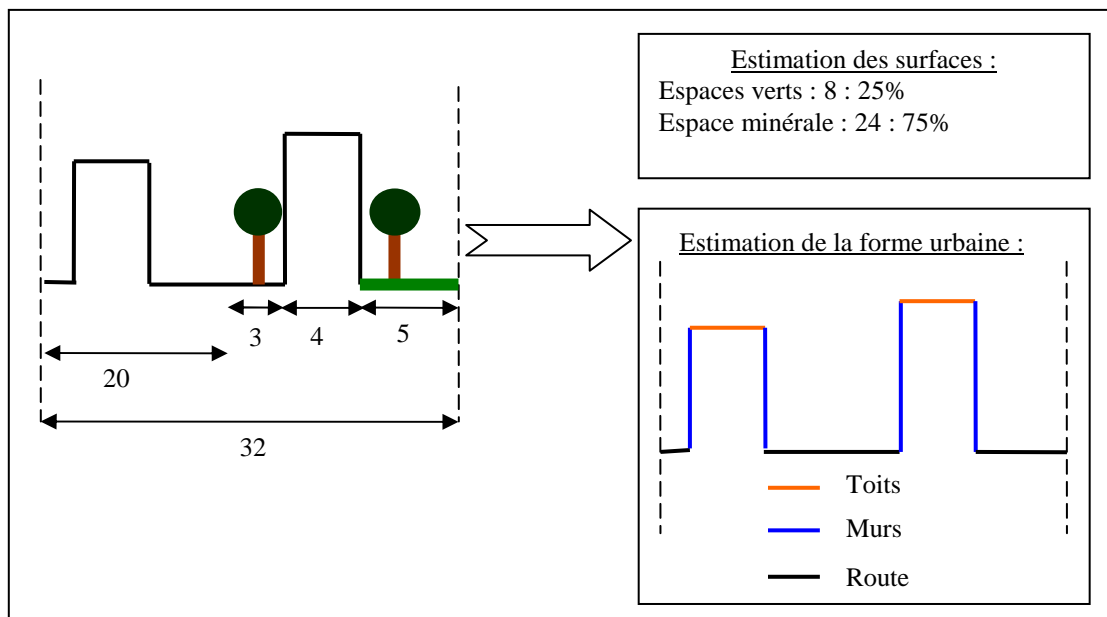 Estimation des surfaces :
Espaces verts : 8 : 25%
Espace minérale : 24 : 75%
3
4
5
20
32
Estimation de la forme urbaine :
Toits
Murs
Route